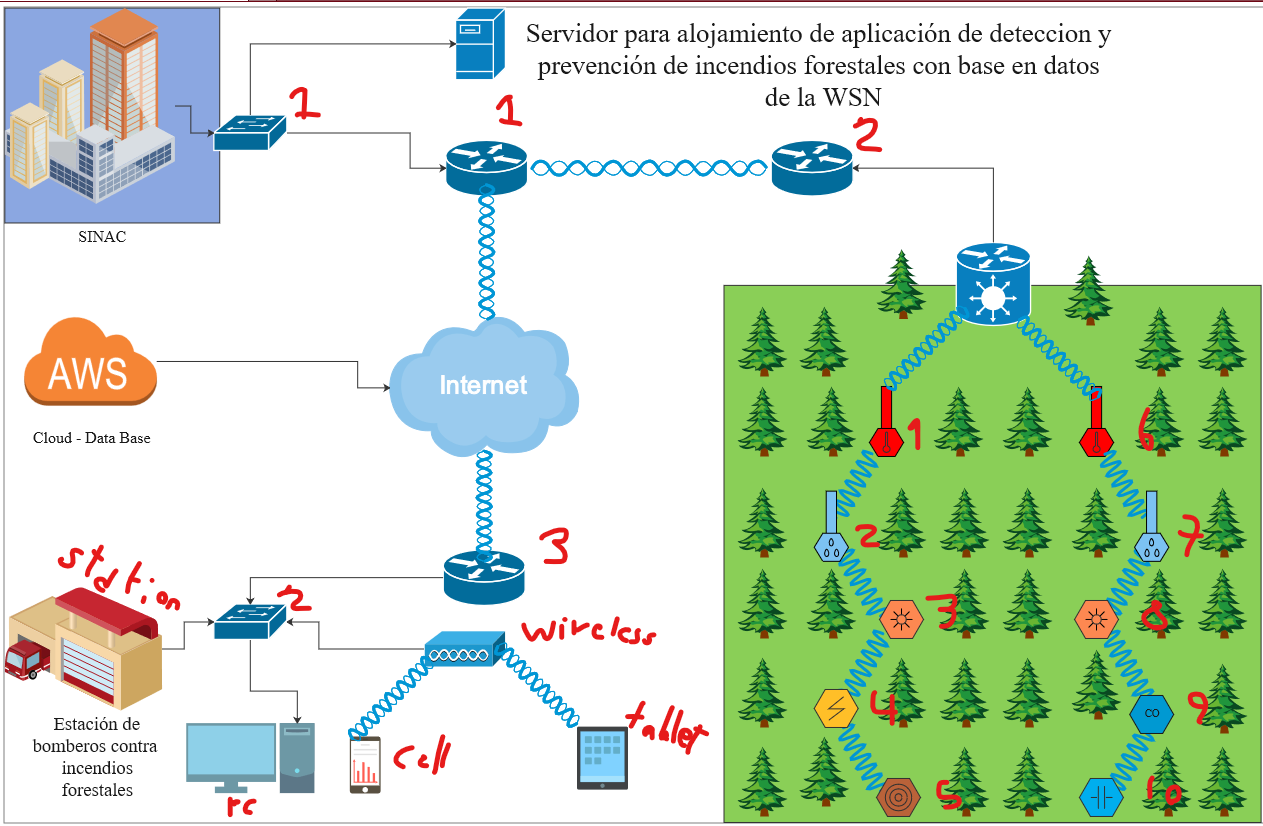 Servidor para alojamiento de aplicación de deteccion y
prevención de incendios forestales con base en datos
de la WSN
1
1
2
SINAC
AWS
Internet
Cloud - Data Base
1
6
2
7
3
3
8
station
2
wireless
4
9
CO
Estación de
bomberos contra
incendios
forestales
cell
tablet
5
10